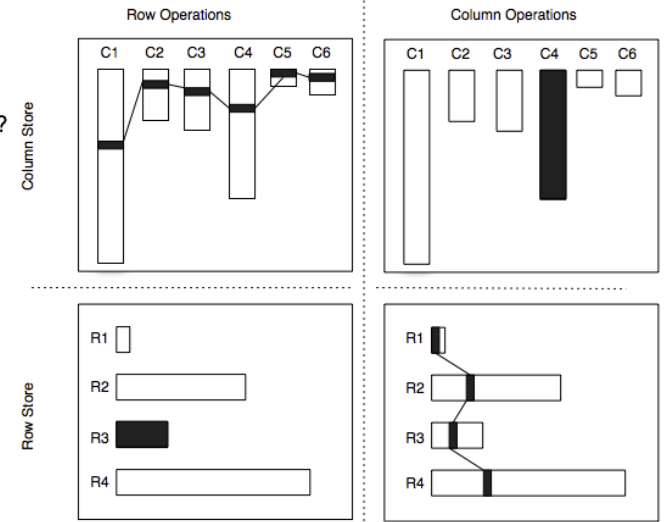 Row Operations
Column Operations
C1 C2 C3 C4 C5 C6
C1 C2 C3 C4 C5 C6
?
Column Store
R1
R2
R3
R4
R1
R2
R3
R4
Row Store